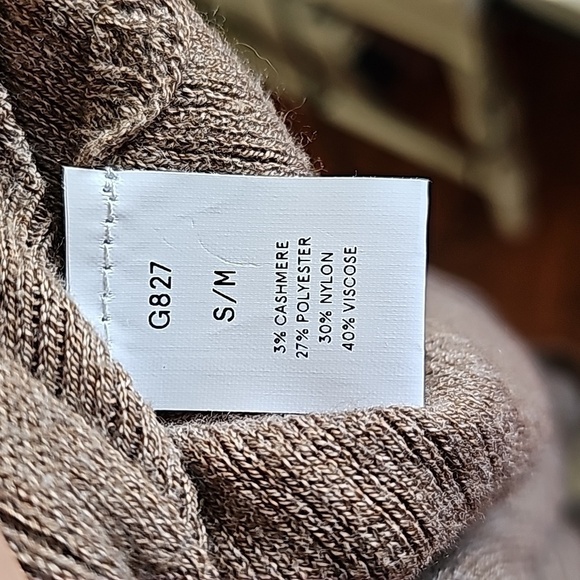 G827
S/M
3% CASHMERE
27% POLYESTER
30% NYLON
40% VISCOSE